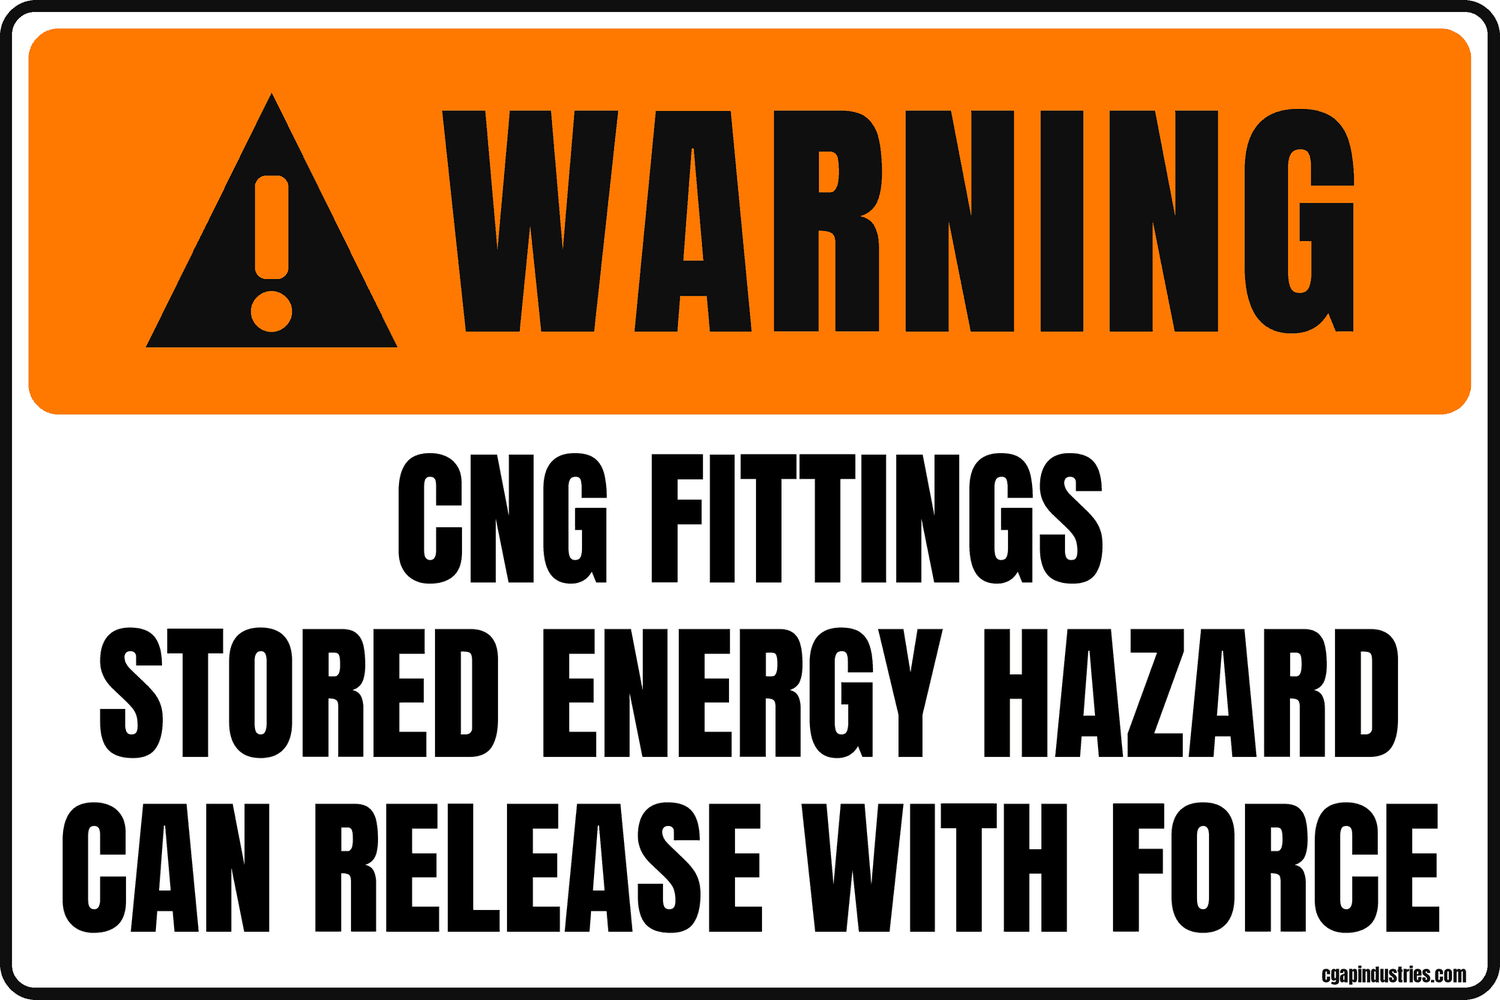 WARNING
CNG FITTINGS
STORED ENERGY HAZARD
CAN RELEASE WITH FORCE
cgapindustries.com